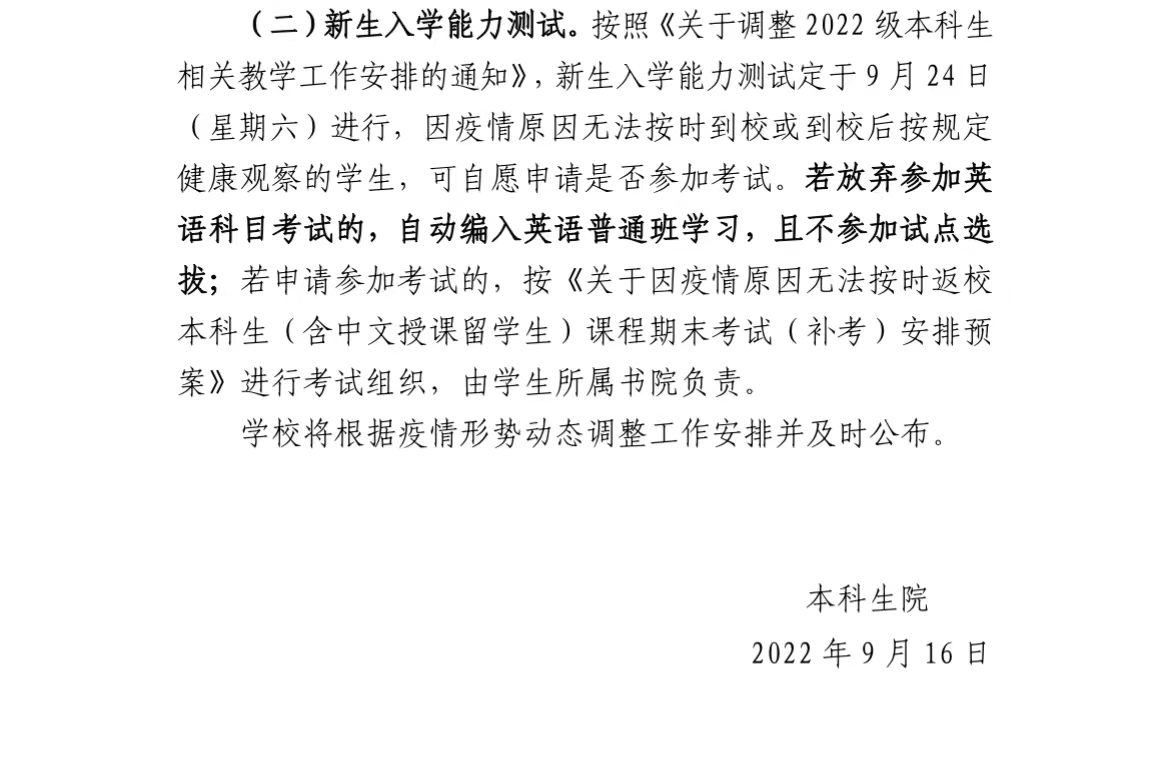 （二）新生入学能力测试。按照《关于调整 2022 级本科生
相关教学工作安排的通知》，新生入学能力测试定于 9 月 24 日
（星期六）进行，因疫情原因无法按时到校或到校后按规定
健康观察的学生，可自愿申请是否参加考试。若放弃参加英
语科目考试的，自动编入英语普通班学习，且不参加试点选
拔；若申请参加考试的，按《关于因疫情原因无法按时返校
本科生（含中文授课留学生）课程期末考试（补考）安排预
案》进行考试组织，由学生所属书院负责。
学校将根据疫情形势动态调整工作安排并及时公布。
本科生院
2022 年 9 月 16 日